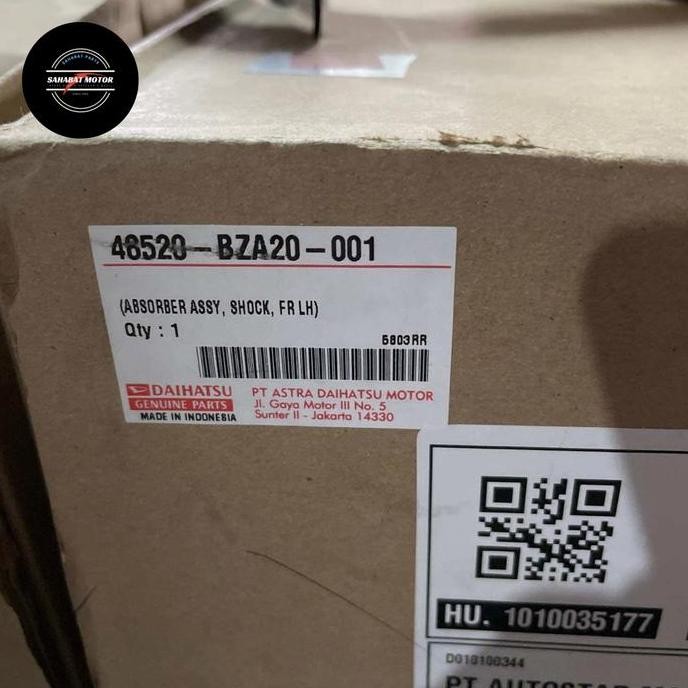 SAHABAT PARTS
SAHABAT MOTOR
48520-BZA20-001
(ABSORBER ASSY, SHOCK, FR LH)
Qty : 1
5803RR
DAIHATSU
GENUINE PARTS
MADE IN INDONESIA
PT ASTRA DAIHATSU MOTOR
Jl. Gaya Motor III No. 5
Sunter II - Jakarta 14330
HU. 1010035177
D010100344
PT AUTOSTAR